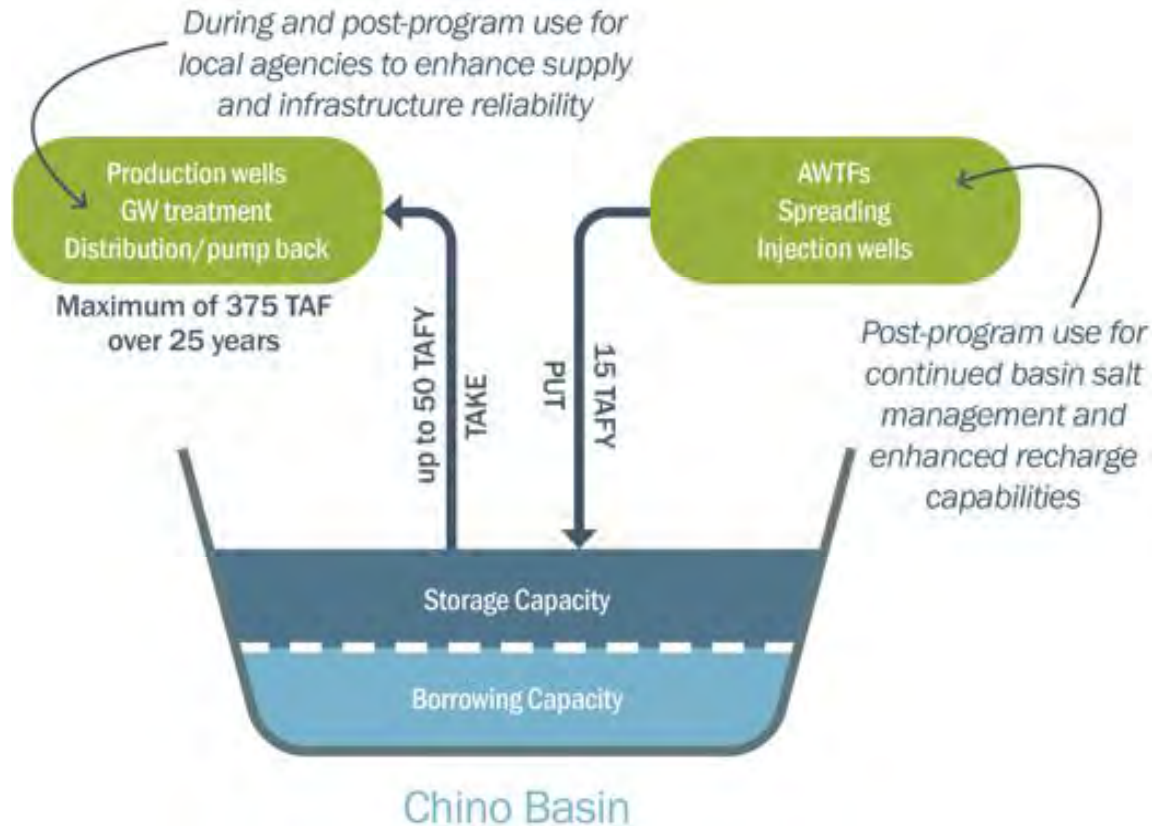 During and post-program use for
local agencies to enhance supply
and infrastructure reliability
Production wells
GW treatment
Distribution/pump back
Maximum of 375 TAF
over 25 years
AWTFs
Spreading
Injection wells
Post-program use for
continued basin salt
management and
enhanced recharge
capabilities
up to 50 TAFY
TAKE
15 TAFY
PUT
Storage Capacity
Borrowing Capacity
Chino Basin